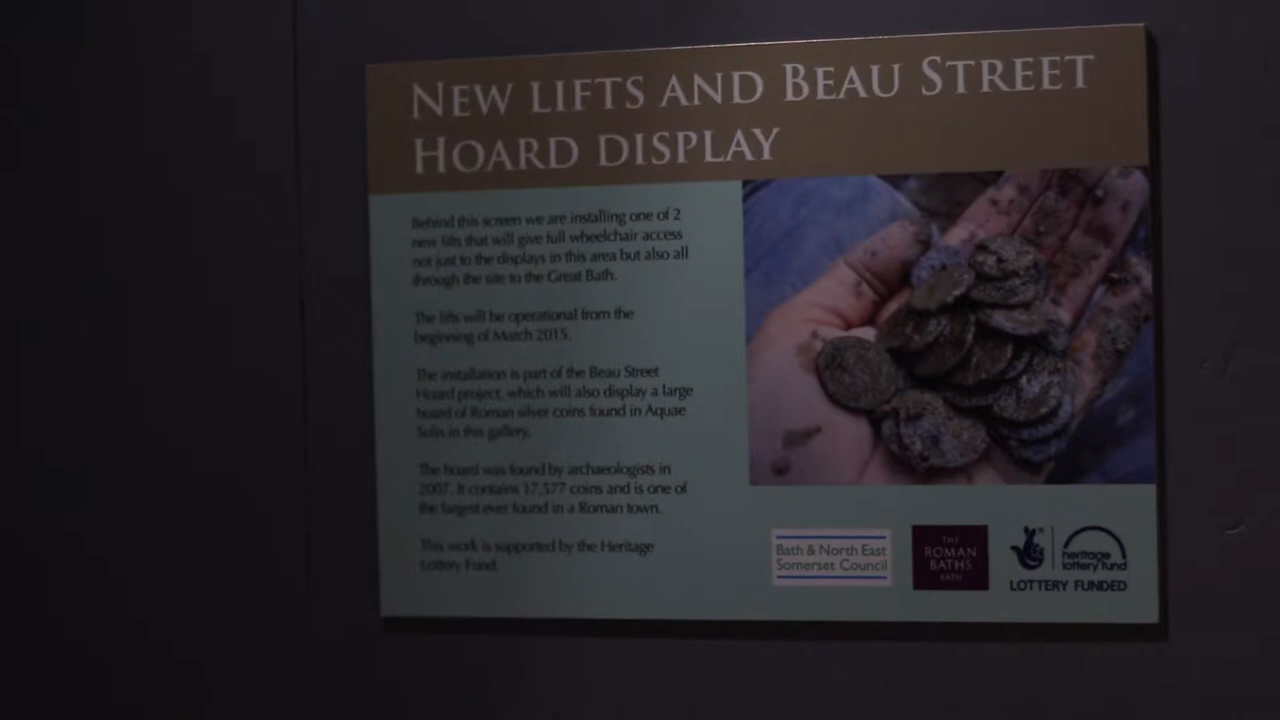 NEW LIFTS AND BEAU STREET
HOARD DISPLAY
Behind this screen we are installing one of 2
new lifts that will give full wheelchair access
not just to the displays in this area but also all
through the site to the Great Bath.
The lifts will be operational from the
beginning of March 2015.
The installation is part of the Beau Street
Hoard project, which will also display a large
hoard of Roman silver coins found in Aquae
Sulis in this gallery.
The hoard was found by archaeologists in
2007. It contains 17,577 coins and is one of
the largest ever found in a Roman town.
This work is supported by the Heritage
Lottery Fund.
Bath & North East
Somerset Council
THE
ROMAN
BATHS
BATH
heritage
lottery fund
LOTTERY FUNDED